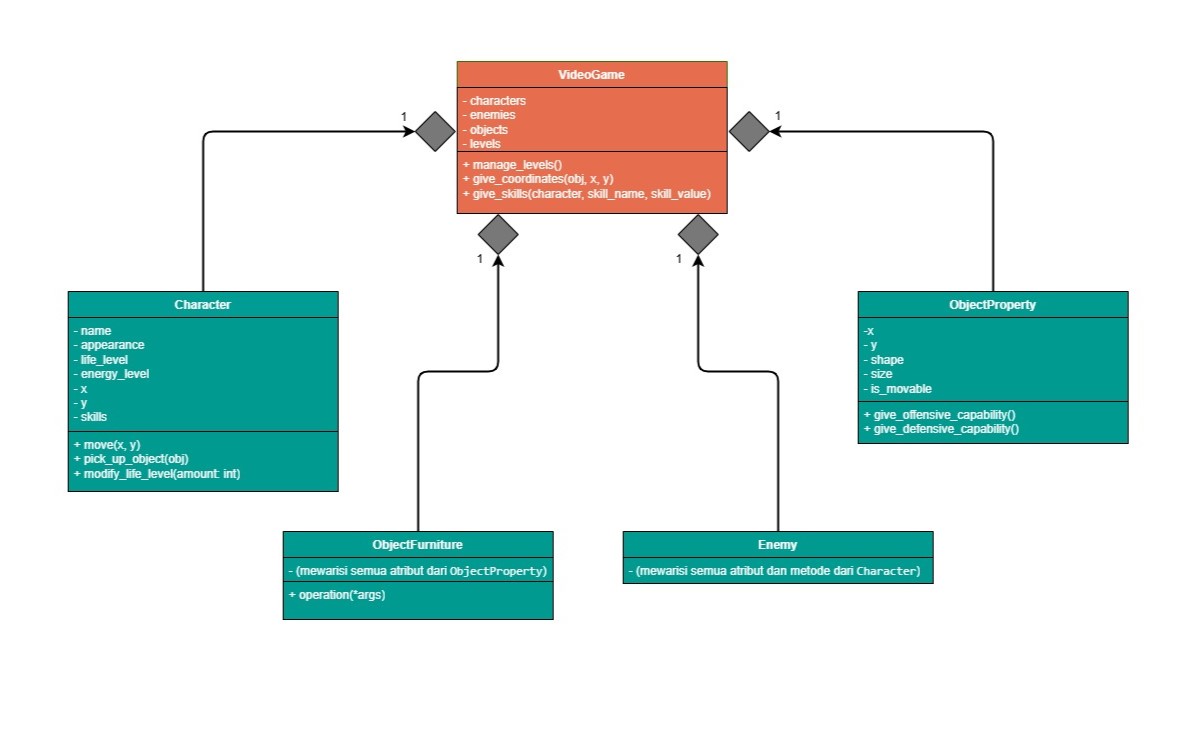 VideoGame
- characters
- enemies
- objects
- levels
+ manage_levels()
+ give_coordinates(obj, x, y)
+ give_skills(character, skill_name, skill_value)
1
1
1
1
Character
- name
- appearance
- life_level
- energy_level
- x
- y
- skills
+ move(x, y)
+ pick_up_object(obj)
+ modify_life_level(amount: int)
ObjectProperty
-x
- y
- shape
- size
- is_movable
+ give_offensive_capability()
+ give_defensive_capability()
ObjectFurniture
- (mewarisi semua atribut dari ObjectProperty)
+ operation(*args)
Enemy
- (mewarisi semua atribut dan metode dari Character)